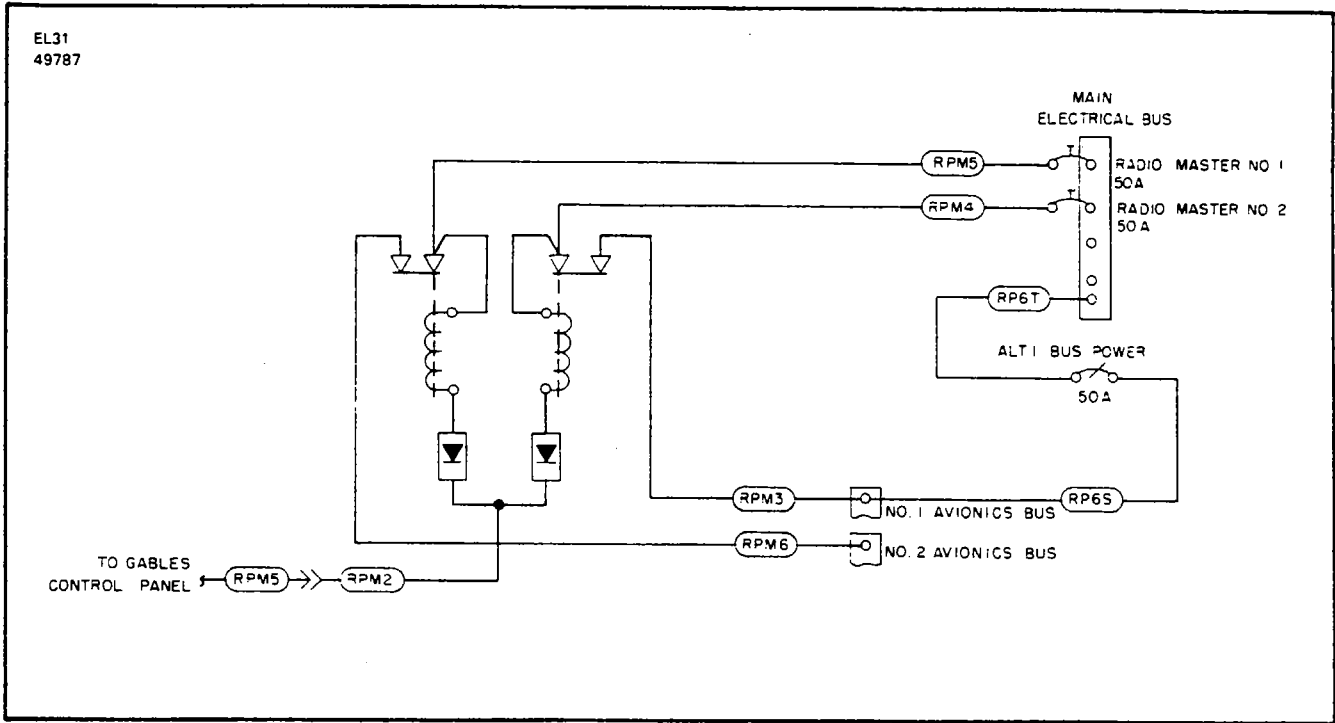 EL31
49787
MAIN
ELECTRICAL BUS
RPM5
RADIO MASTER NO 1
50A
RPM4
RADIO MASTER NO 2
50A
RP6T
ALT 1 BUS POWER
50A
RPM3
NO. 1 AVIONICS BUS
RP6S
RPM6
NO. 2 AVIONICS BUS
TO GABLES
CONTROL PANEL
RPM5
RPM2